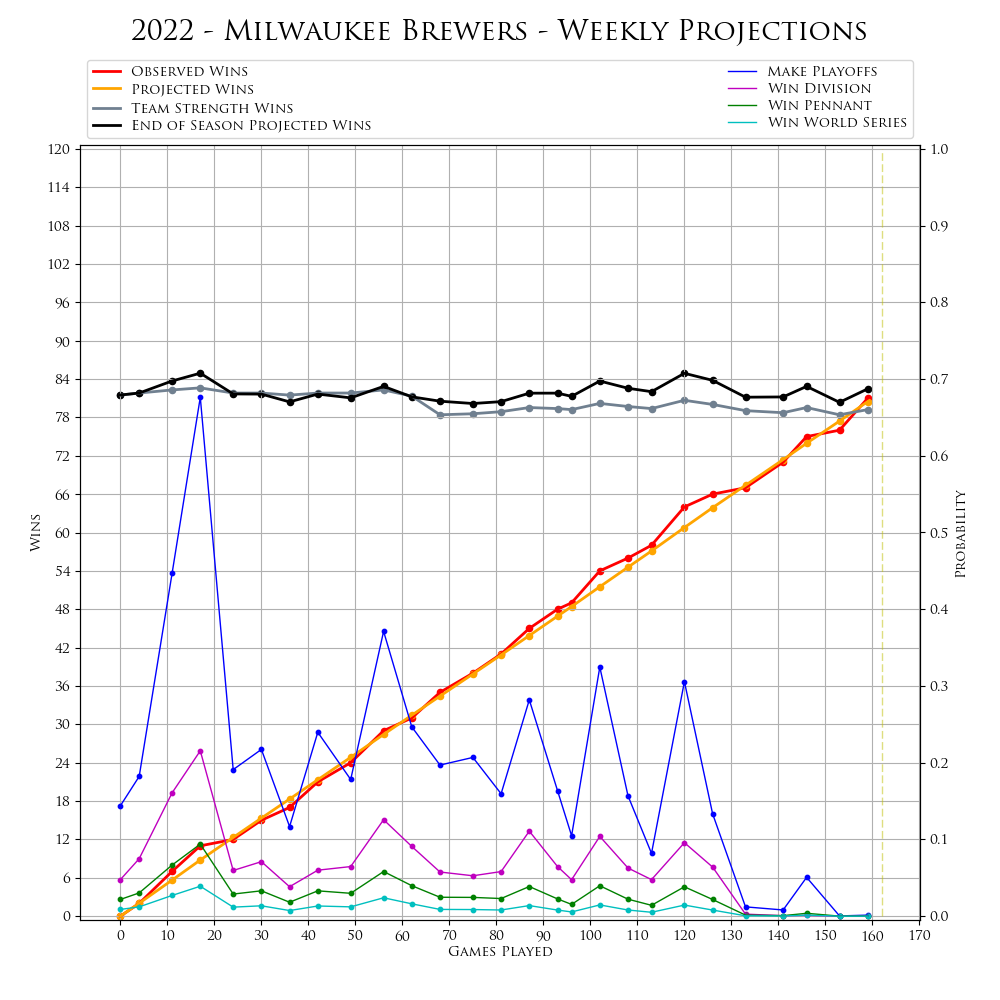 2022 - Milwaukee Brewers - Weekly Projections
Observed Wins
Projected Wins
Team Strength Wins
End of Season Projected Wins
Make Playoffs
Win Division
Win Pennant
Win World Series
120
114
108
102
96
90
84
78
72
66
60
54
48
42
36
30
24
18
12
6
0
Wins
1.0
0.9
0.8
0.7
0.6
0.5
0.4
0.3
0.2
0.1
0.0
Probability
0 10 20 30 40 50 60 70 80 90 100 110 120 130 140 150 160 170
Games Played